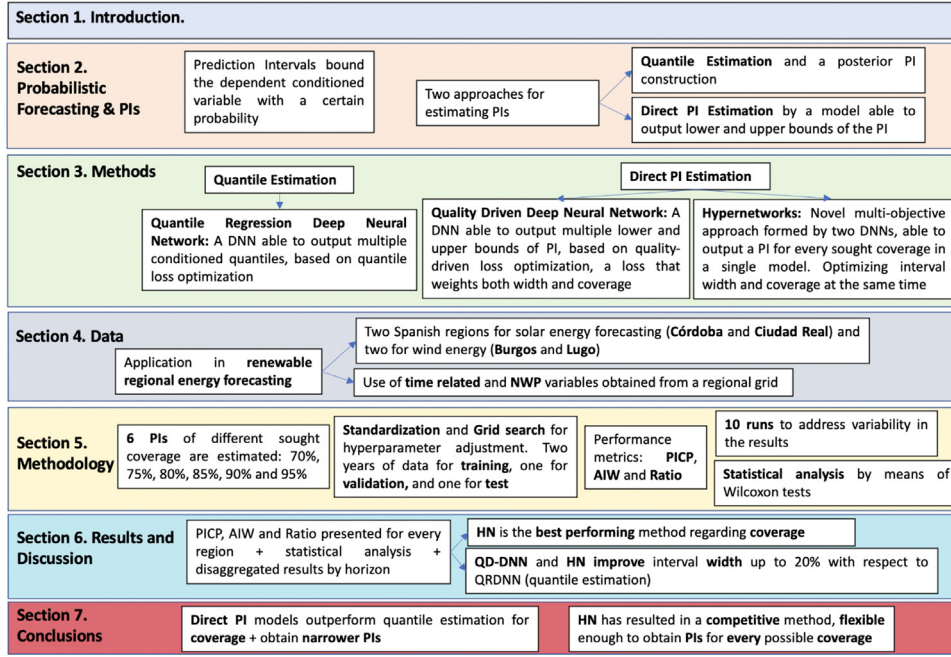 Section 1. Introduction.
Section 2.
Probabilistic
Forecasting & PIs
Prediction Intervals bound
the dependent conditioned
variable with a certain
probability
Two approaches for
estimating PIs
Quantile Estimation and a posterior PI
construction
Direct PI Estimation by a model able to
output lower and upper bounds of the PI
Section 3. Methods
Quantile Estimation
Quantile Regression Deep Neural
Network: A DNN able to output multiple
conditioned quantiles, based on quantile
loss optimization
Direct PI Estimation
Quality Driven Deep Neural Network: A
DNN able to output multiple lower and
upper bounds of PI, based on quality-
driven loss optimization, a loss that
weights both width and coverage
Hypernetworks: Novel multi-objective
approach formed by two DNNs, able to
output a PI for every sought coverage in
a single model. Optimizing interval
width and coverage at the same time
Section 4. Data
Application in renewable
regional energy forecasting
Two Spanish regions for solar energy forecasting (Córdoba and Ciudad Real) and
two for wind energy (Burgos and Lugo)
Use of time related and NWP variables obtained from a regional grid
Section 5.
Methodology
6 PIs of different sought
coverage are estimated: 70%,
75%, 80%, 85%, 90% and 95%
Standardization and Grid search for
hyperparameter adjustment. Two
years of data for training, one for
validation, and one for test
Performance
metrics: PICP,
AIW and Ratio
10 runs to address variability in
the results
Statistical analysis by means of
Wilcoxon tests
Section 6. Results and
Discussion
PICP, AIW and Ratio presented for every
region + statistical analysis +
disaggregated results by horizon
HN is the best performing method regarding coverage
QD-DNN and HN improve interval width up to 20% with respect to
QRDNN (quantile estimation)
Section 7.
Conclusions
Direct PI models outperform quantile estimation for
coverage + obtain narrower PIs
HN has resulted in a competitive method, flexible
enough to obtain PIs for every possible coverage